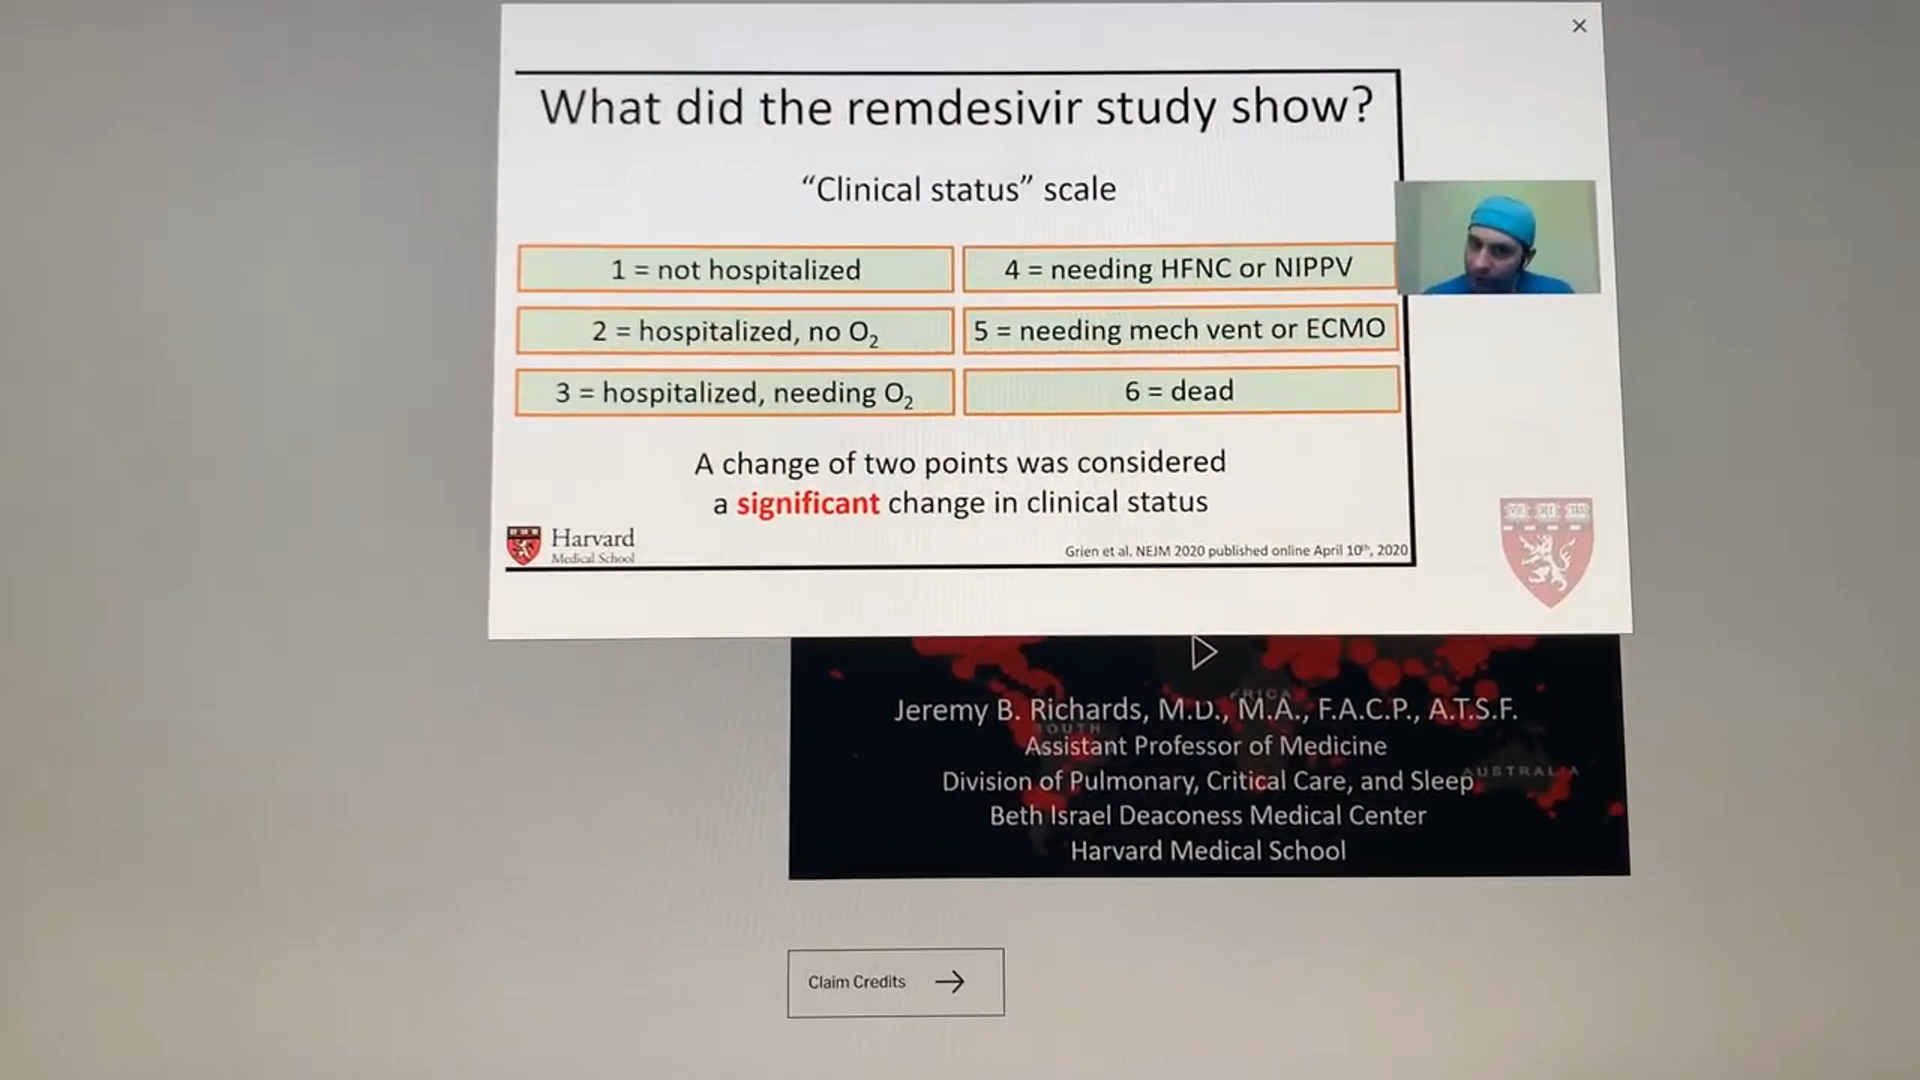 What did the remdesivir study show?
“Clinical status” scale
1 = not hospitalized
4 = needing HFNC or NIPPV
2 = hospitalized, no O₂
5 = needing mech vent or ECMO
3 = hospitalized, needing O₂
6 = dead
A change of two points was considered
a significant change in clinical status
Harvard
Medical School
Grien et al. NEJM 2020 published online April 10th, 2020
AFRICA
Jeremy B. Richards, M.D., M.A., F.A.C.P., A.T.S.F.
SOUTH
Assistant Professor of Medicine
AUSTRALIA
Division of Pulmonary, Critical Care, and Sleep
Beth Israel Deaconess Medical Center
Harvard Medical School
Claim Credits